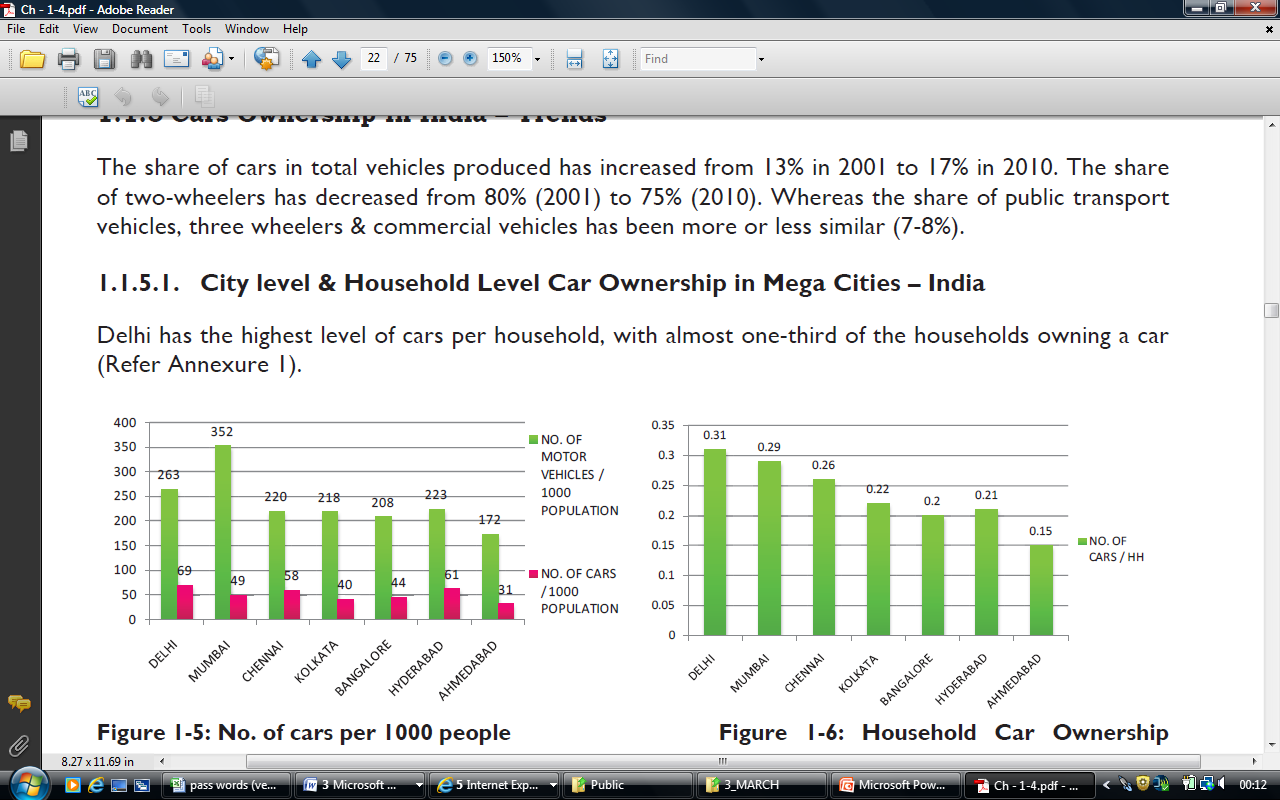 Ch - 1-4.pdf - Adobe Reader
File Edit View Document Tools Window Help
22 / 75 150% Find
ABC
1.1.5 Cars Ownership in India – Trends
The share of cars in total vehicles produced has increased from 13% in 2001 to 17% in 2010. The share
of two-wheelers has decreased from 80% (2001) to 75% (2010). Whereas the share of public transport
vehicles, three wheelers & commercial vehicles has been more or less similar (7-8%).
1.1.5.1. City level & Household Level Car Ownership in Mega Cities – India
Delhi has the highest level of cars per household, with almost one-third of the households owning a car
(Refer Annexure 1).
400
350
300
250
200
150
100
50
0
263
352
220
218
208
223
172
69
49
58
40
44
61
31
DELHI
MUMBAI
CHENNAI
KOLKATA
BANGALORE
HYDERABAD
AHMEDABAD
NO. OF
MOTOR
VEHICLES /
1000
POPULATION
NO. OF CARS
/1000
POPULATION
Figure 1-5: No. of cars per 1000 people
0.35
0.3
0.25
0.2
0.15
0.1
0.05
0
0.31
0.29
0.26
0.22
0.2
0.21
0.15
DELHI
MUMBAI
CHENNAI
KOLKATA
BANGALORE
HYDERABAD
AHMEDABAD
NO. OF
CARS / HH
Figure 1-6: Household Car Ownership
8.27 x 11.69 in
pass words (ve... 3 Microsoft ... 5 Internet Exp... Public 3_MARCH Microsoft Pow... Ch - 1-4.pdf - ... 00:12